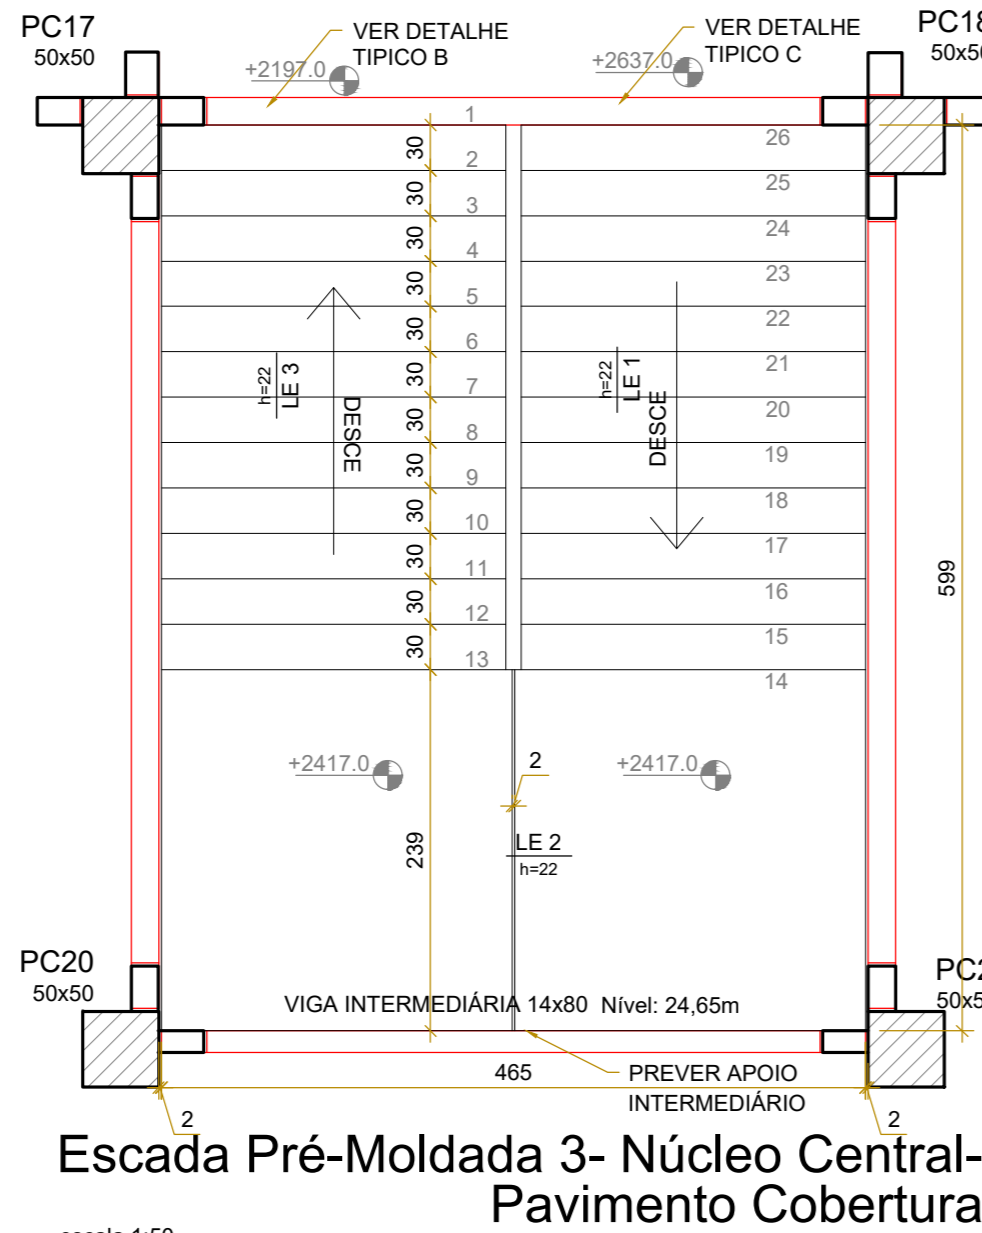 PC17
50x50
VER DETALHE
TIPICO B
VER DETALHE
TIPICO C
PC18
50x50
+2197.0
+2637.0
1
26
30
2
25
30
3
24
30
4
23
30
5
22
30
6
21
30
7
20
30
8
19
30
9
18
30
10
17
30
11
16
30
12
15
30
13
14
h=22
LE 3
DESCE
h=22
LE 1
DESCE
599
+2417.0
2
+2417.0
239
LE 2
h=22
PC20
50x50
VIGA INTERMEDIÁRIA 14x80 Nível: 24,65m
465
PREVER APOIO
INTERMEDIÁRIO
2
2
Escada Pré-Moldada 3- Núcleo Central-
Pavimento Cobertura